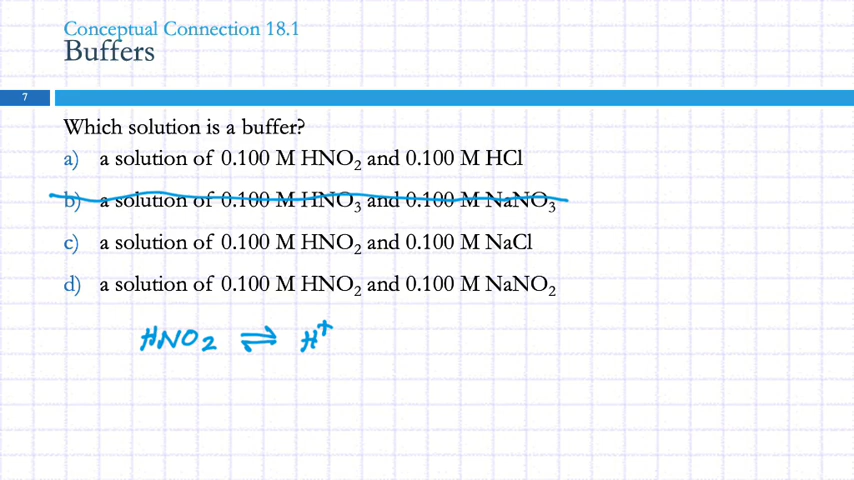 Conceptual Connection 18.1
Buffers
7
Which solution is a buffer?
a) a solution of 0.100 M HNO₂ and 0.100 M HCl
b) a solution of 0.100 M HNO₃ and 0.100 M NaNO₃
c) a solution of 0.100 M HNO₂ and 0.100 M NaCl
d) a solution of 0.100 M HNO₂ and 0.100 M NaNO₂
HNO₂ ⇌ H⁺